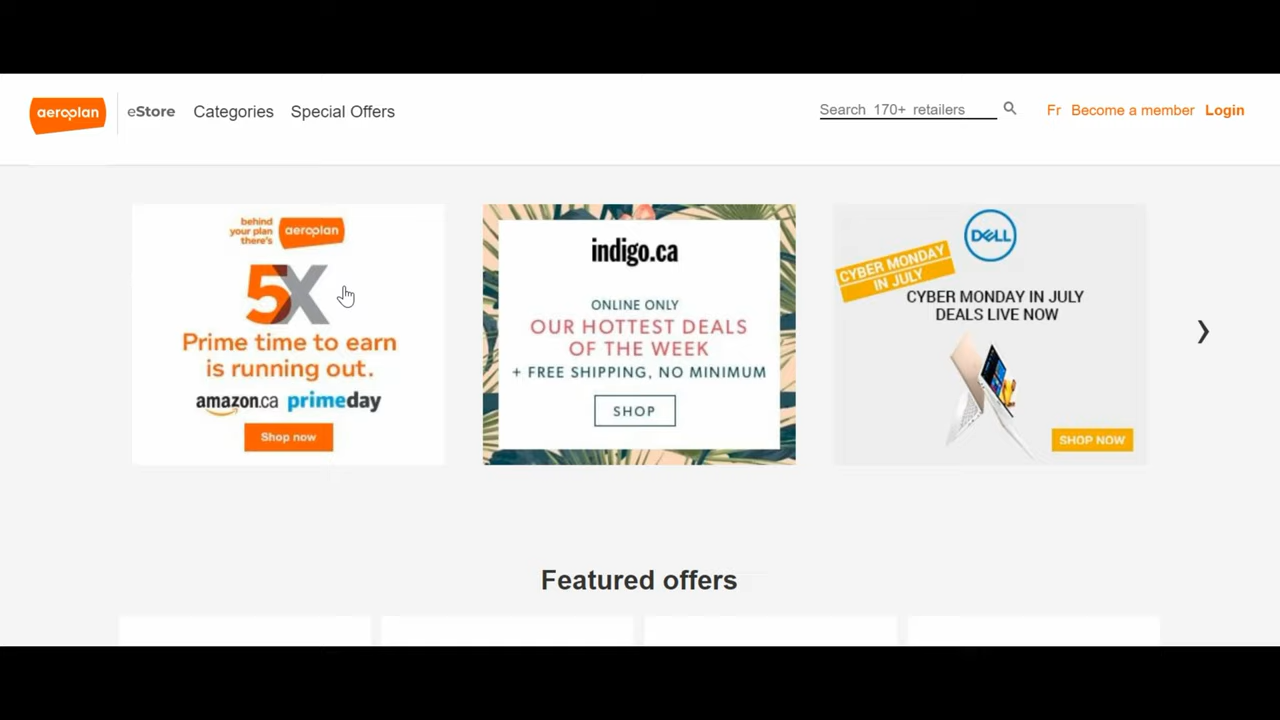 aeroplan
eStore
Categories
Special Offers
Search 170+ retailers
Fr
Become a member
Login
behind
your plan
there's
aeroplan
5X
Prime time to earn
is running out.
amazon.ca primeday
Shop now
indigo.ca
ONLINE ONLY
OUR HOTTEST DEALS
OF THE WEEK
+ FREE SHIPPING, NO MINIMUM
SHOP
DELL
CYBER MONDAY
IN JULY
CYBER MONDAY IN JULY
DEALS LIVE NOW
SHOP NOW
Featured offers